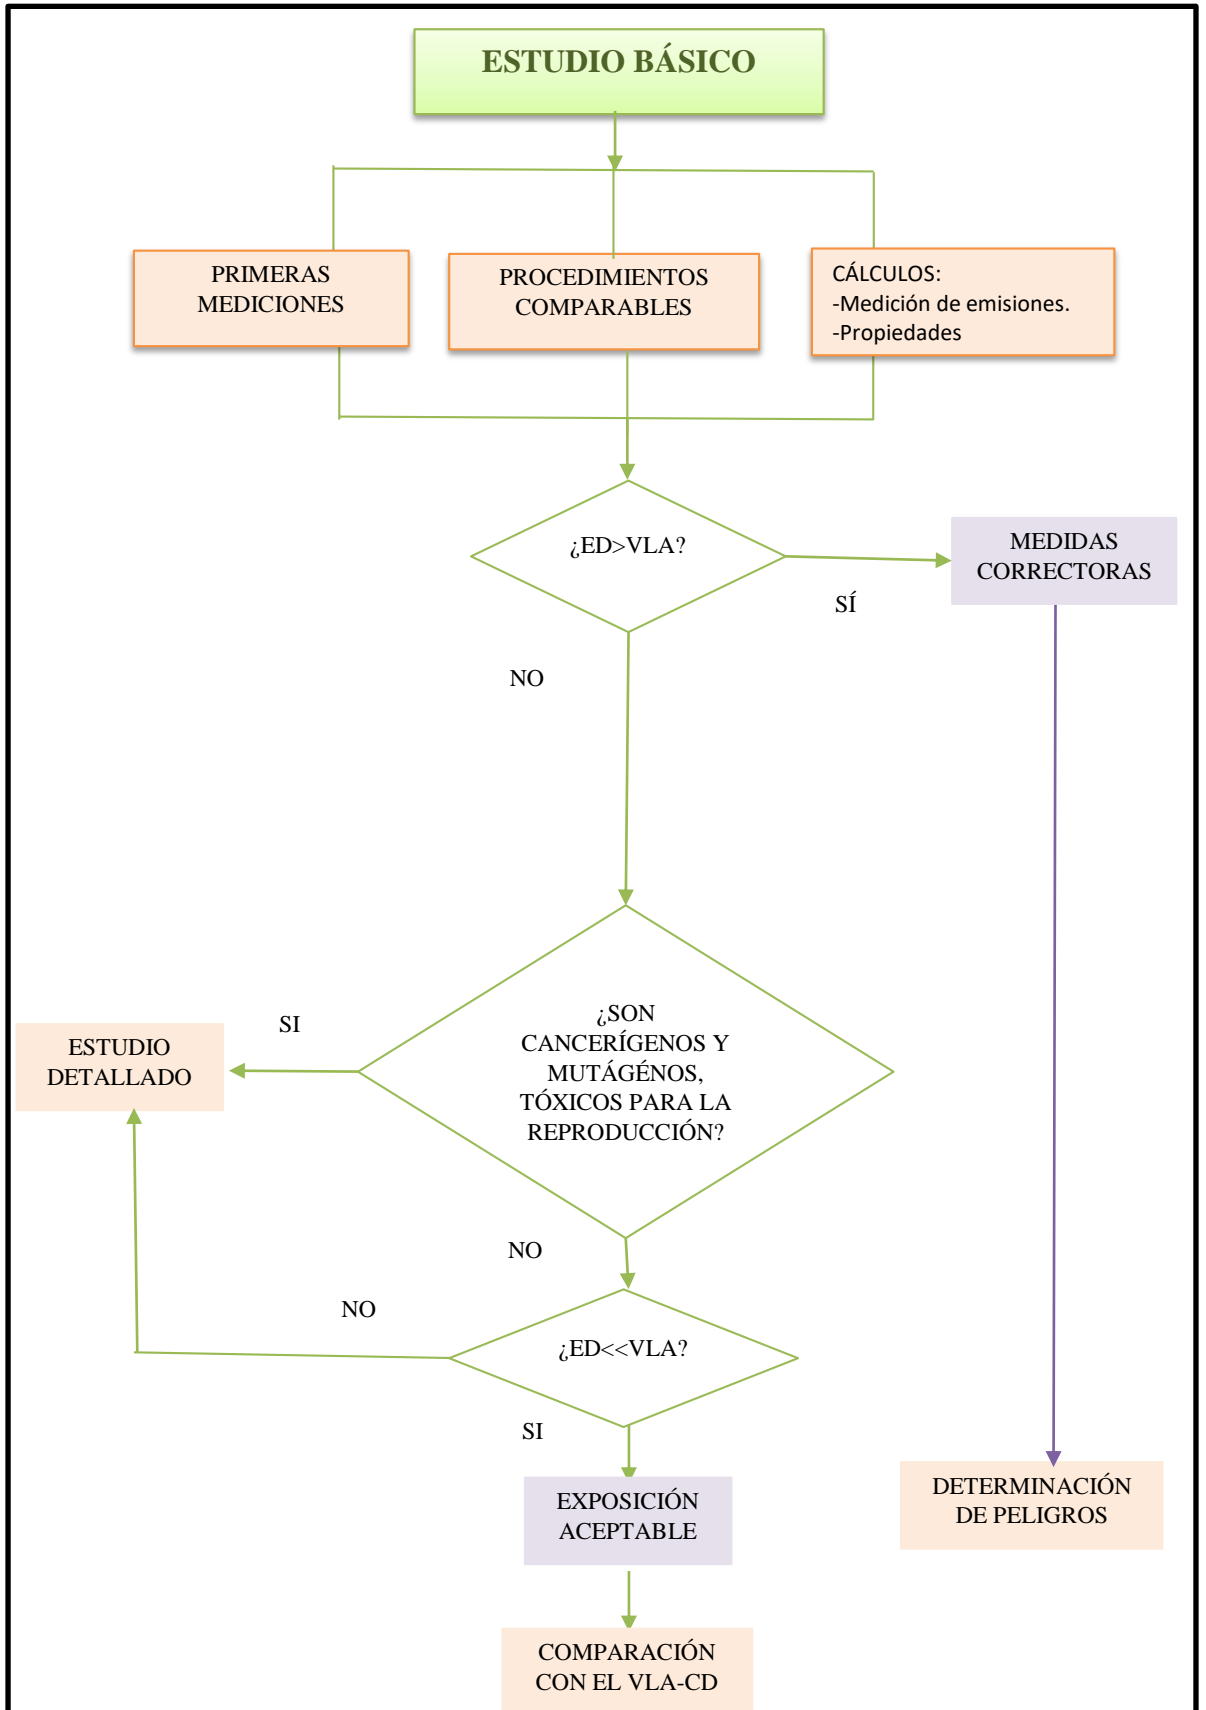 ESTUDIO BÁSICO
PRIMERAS
MEDICIONES
PROCEDIMIENTOS
COMPARABLES
CÁLCULOS:
-Medición de emisiones.
-Propiedades
¿ED>VLA?
SÍ
MEDIDAS
CORRECTORAS
NO
¿SON
CANCERÍGENOS Y
MUTÁGÉNOS,
TÓXICOS PARA LA
REPRODUCCIÓN?
SI
ESTUDIO
DETALLADO
NO
NO
¿ED<<VLA?
SI
EXPOSICIÓN
ACEPTABLE
DETERMINACIÓN
DE PELIGROS
COMPARACIÓN
CON EL VLA-CD